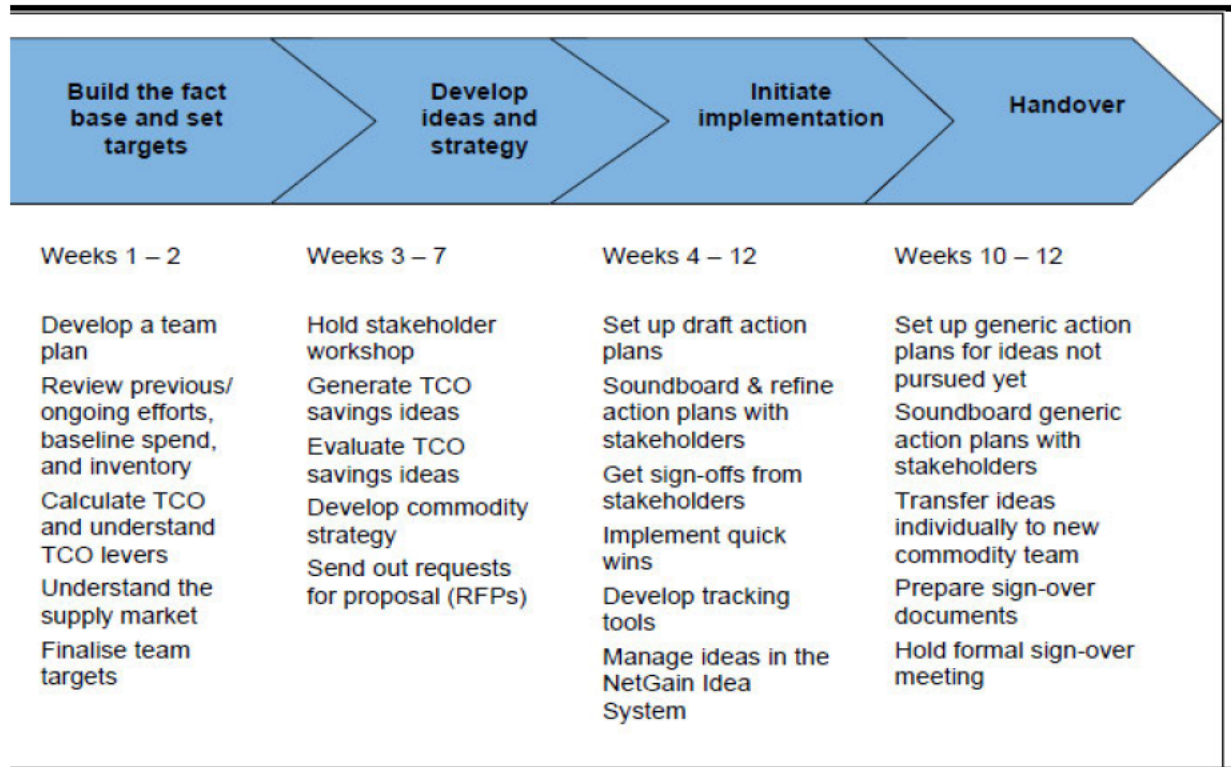 Build the fact
base and set
targets
Develop
ideas and
strategy
Initiate
implementation
Handover
Weeks 1 – 2
Develop a team
plan
Review previous/
ongoing efforts,
baseline spend,
and inventory
Calculate TCO
and understand
TCO levers
Understand the
supply market
Finalise team
targets
Weeks 3 – 7
Hold stakeholder
workshop
Generate TCO
savings ideas
Evaluate TCO
savings ideas
Develop commodity
strategy
Send out requests
for proposal (RFPs)
Weeks 4 – 12
Set up draft action
plans
Soundboard & refine
action plans with
stakeholders
Get sign-offs from
stakeholders
Implement quick
wins
Develop tracking
tools
Manage ideas in the
NetGain Idea
System
Weeks 10 – 12
Set up generic action
plans for ideas not
pursued yet
Soundboard generic
action plans with
stakeholders
Transfer ideas
individually to new
commodity team
Prepare sign-over
documents
Hold formal sign-over
meeting